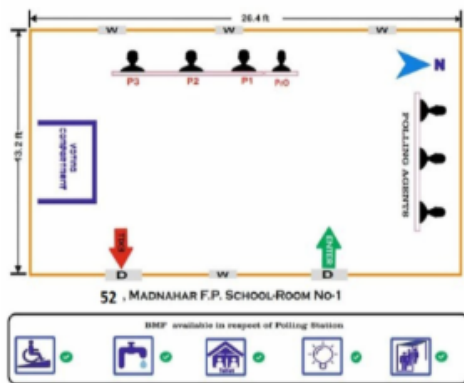 26.4 ft
W W W
P3 P2 P1 PrO
N
13.2 ft
VOTING
COMPARTMENT
POLLING AGENTS
EXIT
ENTER
D W D
52 , MADNAHAR F.P. SCHOOL-ROOM NO-1
BMF available in respect of Polling Station